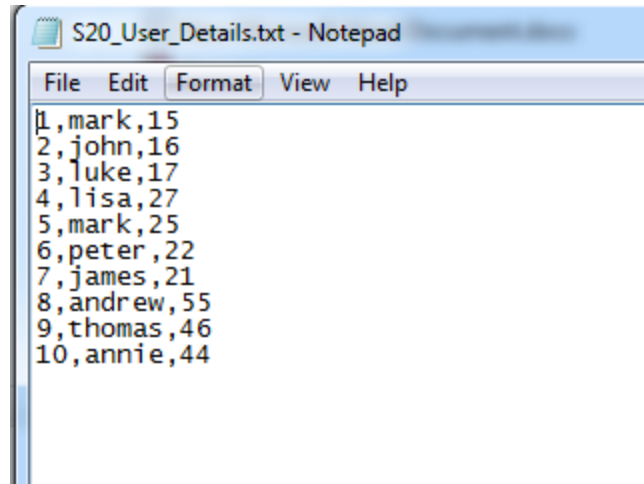 S20_User_Details.txt - Notepad
File Edit Format View Help
1,mark,15
2,john,16
3,luke,17
4,lisa,27
5,mark,25
6,peter,22
7,james,21
8,andrew,55
9,thomas,46
10,annie,44